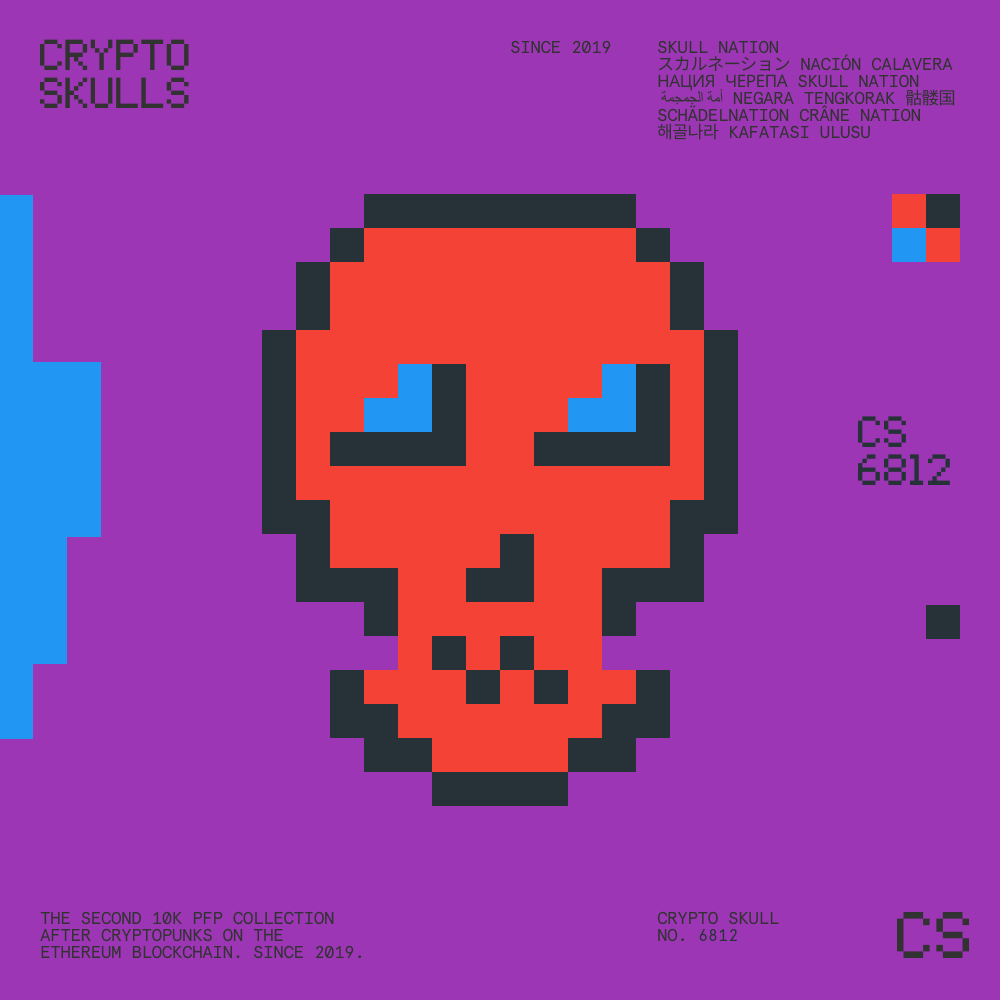 CRYPTO
SKULLS
SINCE 2019
SKULL NATION
スカルネーション NACIÓN CALAVERA
НАЦИЯ ЧЕРЕПА SKULL NATION
أمة الجمجمة NEGARA TENGKORAK 骷髅国
SCHÄDELNATION CRÂNE NATION
해골나라 KAFATASI ULUSU
CS
6812
THE SECOND 10K PFP COLLECTION
AFTER CRYPTOPUNKS ON THE
ETHEREUM BLOCKCHAIN. SINCE 2019.
CRYPTO SKULL
NO. 6812
CS